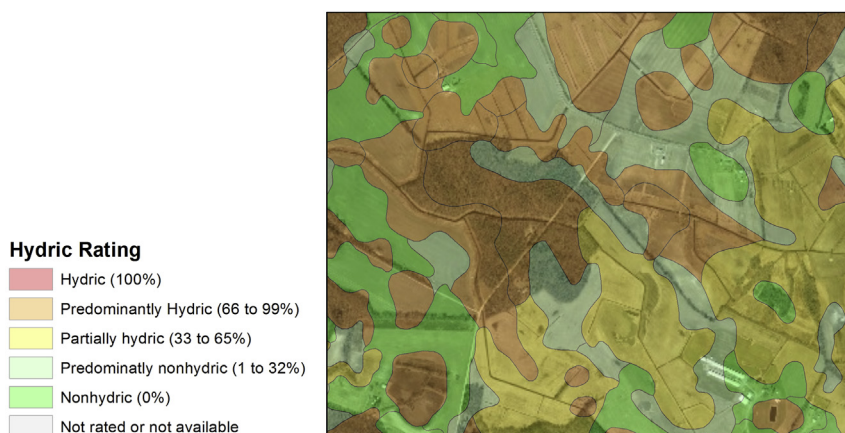 Hydric Rating
Hydric (100%)
Predominantly Hydric (66 to 99%)
Partially hydric (33 to 65%)
Predominatly nonhydric (1 to 32%)
Nonhydric (0%)
Not rated or not available